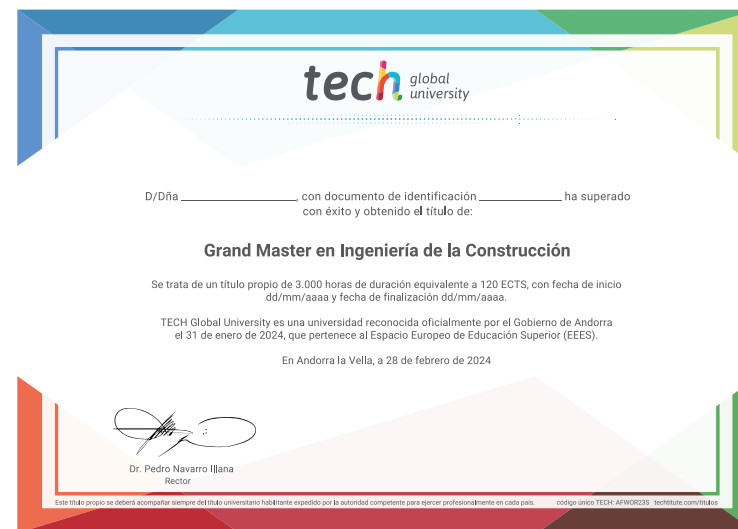 tech global university
D/Dña ____________, con documento de identificación ____________ ha superado
con éxito y obtenido el título de:
Grand Master en Ingeniería de la Construcción
Se trata de un título propio de 3.000 horas de duración equivalente a 120 ECTS, con fecha de inicio
dd/mm/aaaa y fecha de finalización dd/mm/aaaa.
TECH Global University es una universidad reconocida oficialmente por el Gobierno de Andorra
el 31 de enero de 2024, que pertenece al Espacio Europeo de Educación Superior (EEES).
En Andorra la Vella, a 28 de febrero de 2024
Dr. Pedro Navarro Illana
Rector
Este título propio se deberá acompañar siempre del título universitario habilitante expedido por la autoridad competente para ejercer profesionalmente en cada país. código único TECH: AFWOR23S techtitute.com/titulos